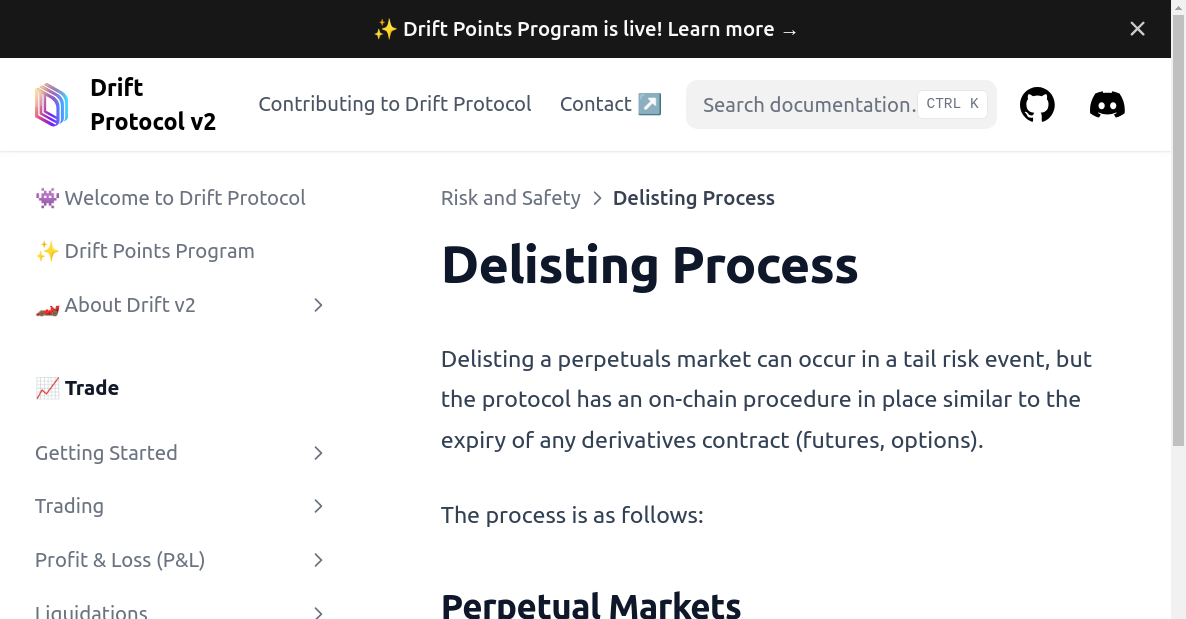 ✨ Drift Points Program is live! Learn more →
Drift
Protocol v2
Contributing to Drift Protocol
Contact ↗️
Search documentation.
CTRL K
👾 Welcome to Drift Protocol
✨ Drift Points Program
🏎️ About Drift v2
📈 Trade
Getting Started
Trading
Profit & Loss (P&L)
Liquidations
Risk and Safety > Delisting Process
Delisting Process
Delisting a perpetuals market can occur in a tail risk event, but
the protocol has an on-chain procedure in place similar to the
expiry of any derivatives contract (futures, options).
The process is as follows:
Perpetual Markets